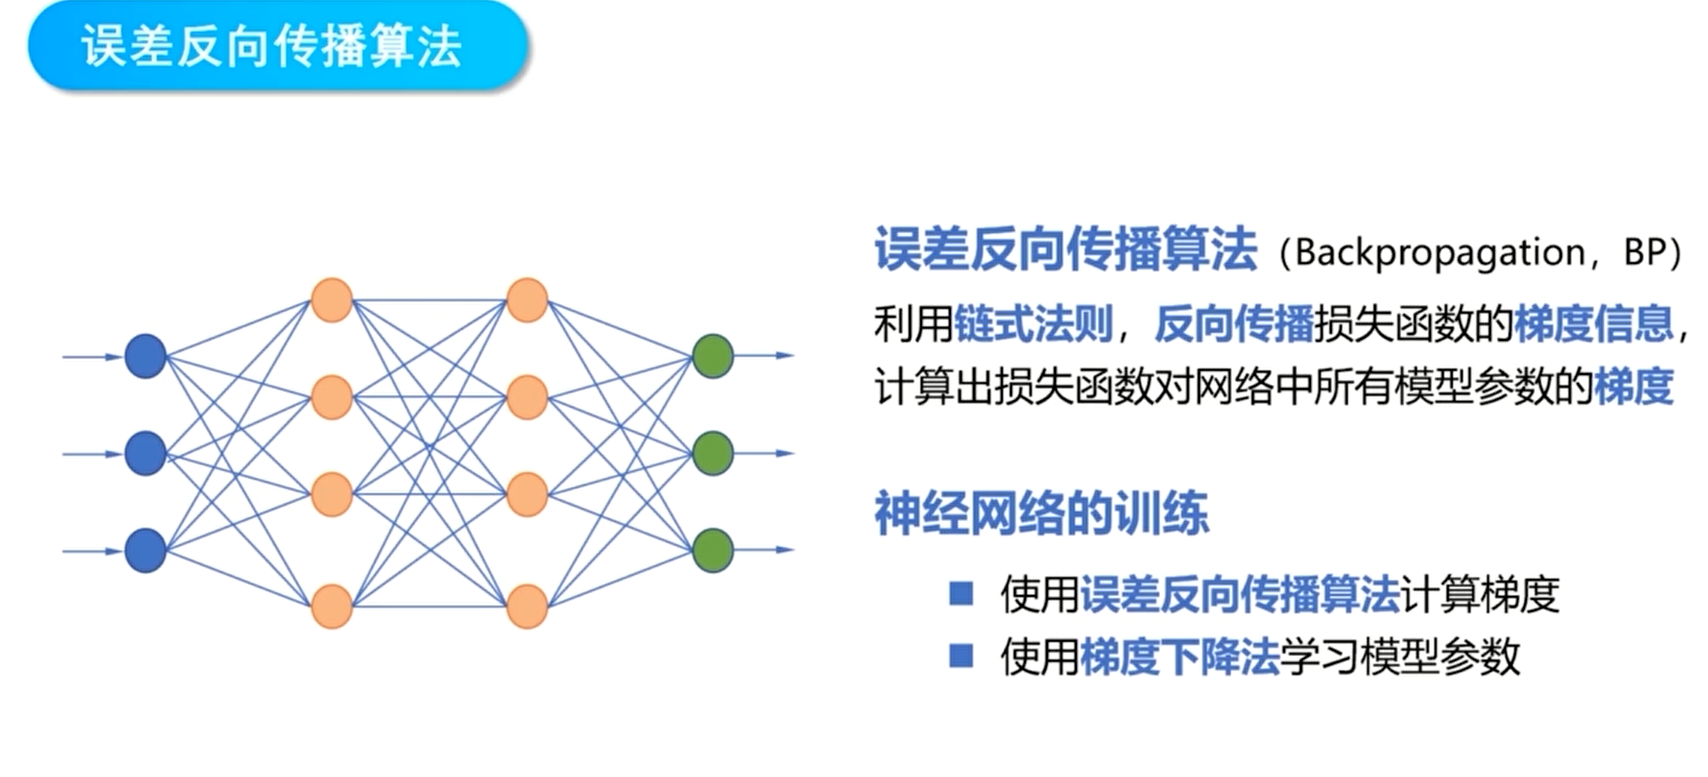 误差反向传播算法
误差反向传播算法（Backpropagation，BP）
利用链式法则，反向传播损失函数的梯度信息，
计算出损失函数对网络中所有模型参数的梯度
神经网络的训练
使用误差反向传播算法计算梯度
使用梯度下降法学习模型参数